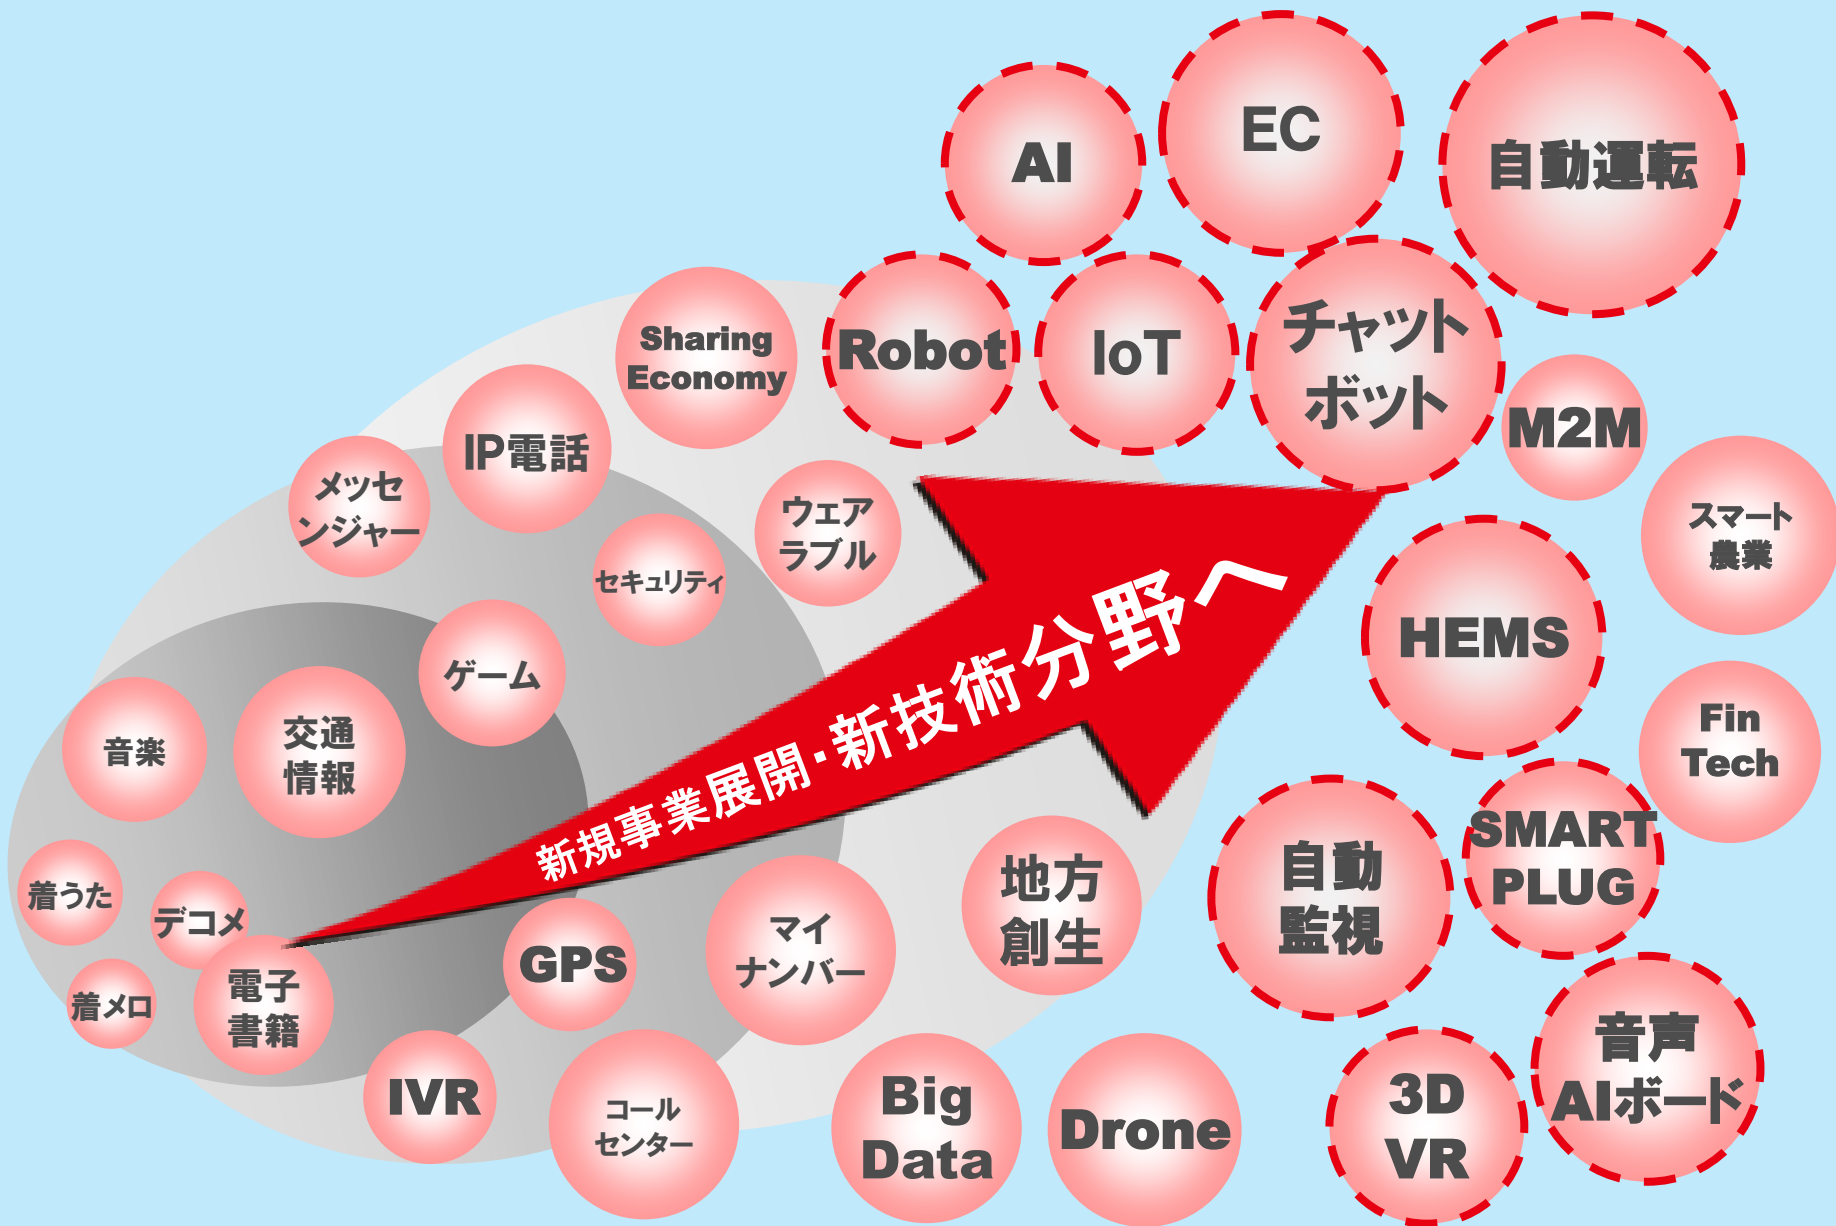 AI
EC
自動運転
Sharing
Economy
Robot
IoT
チャット
ボット
IP電話
メッセ
ンジャー
セキュリティ
ウェア
ラブル
M2M
スマート
農業
HEMS
Fin
Tech
SMART
PLUG
ゲーム
音楽
交通
情報
新規事業展開・新技術分野へ
着うた
デコメ
着メロ
電子
書籍
GPS
マイ
ナンバー
地方
創生
自動
監視
IVR
コール
センター
Big
Data
Drone
3D
VR
音声
AIボード